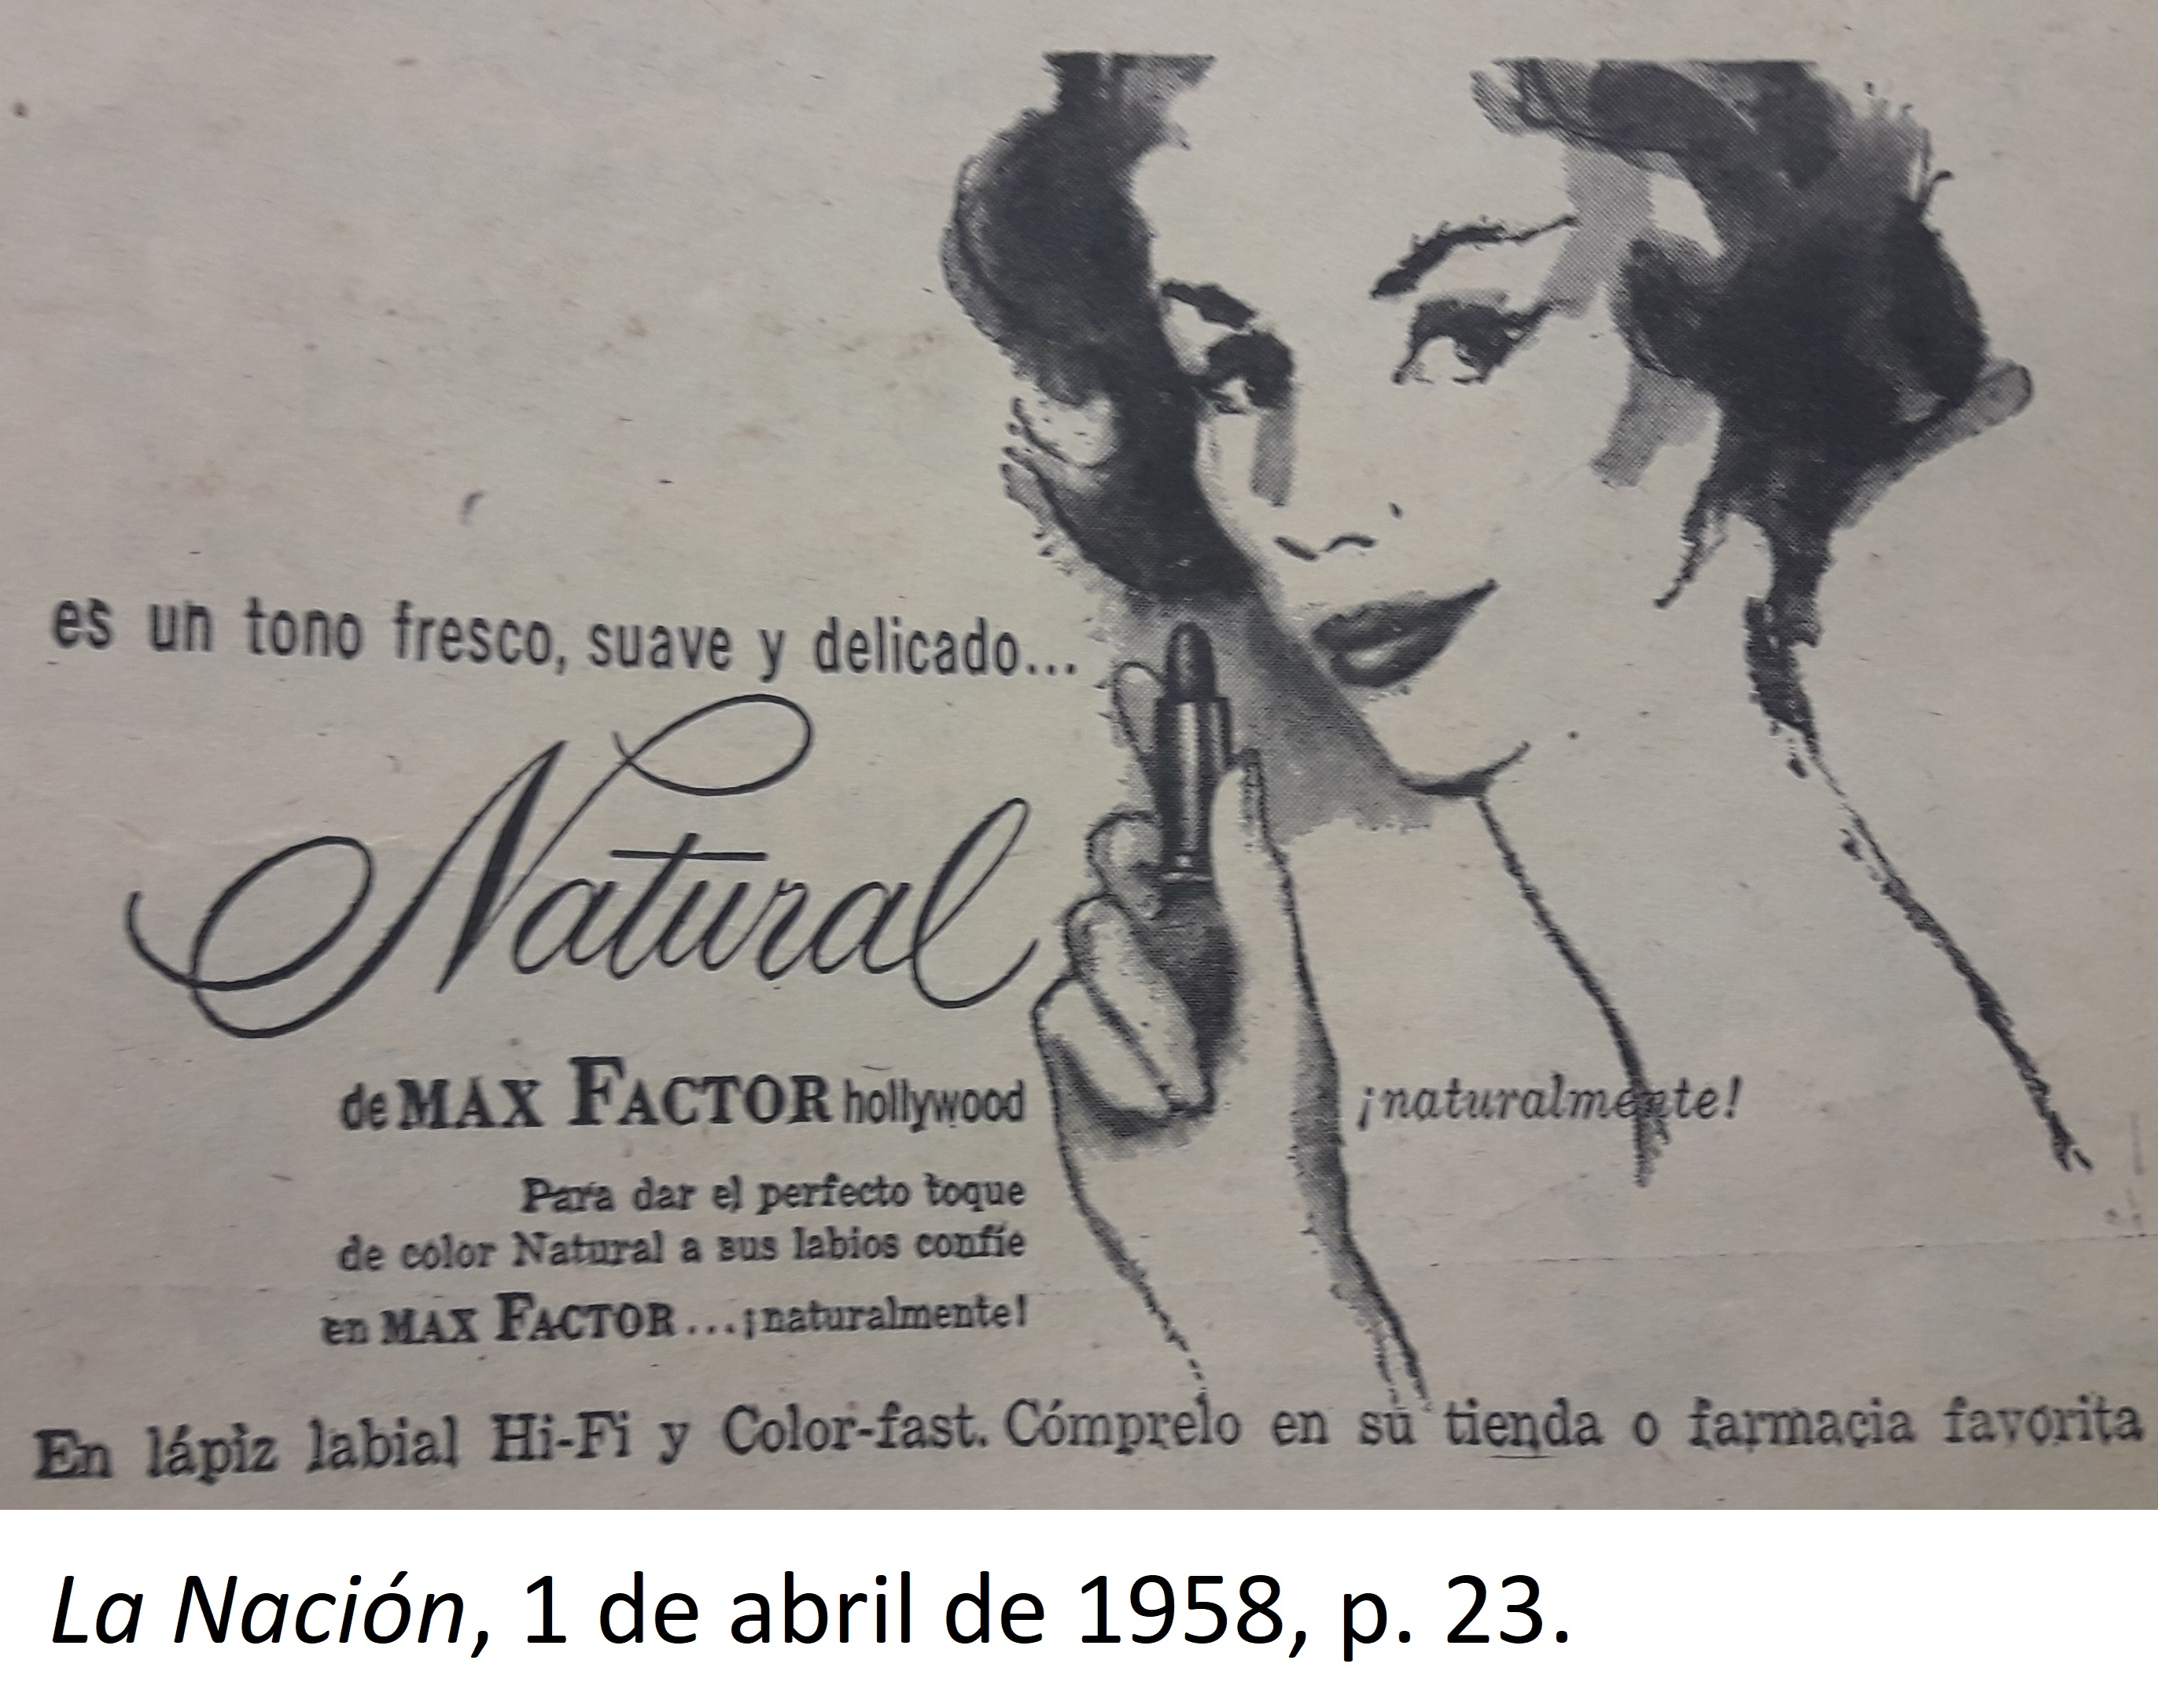 es un tono fresco, suave y delicado...
Natural
de MAX FACTOR hollywood
¡naturalmente!
Para dar el perfecto toque
de color Natural a sus labios confíe
en MAX FACTOR...¡naturalmente!
En lápiz labial Hi-Fi y Color-fast. Cómprelo en su tienda o farmacia favorita
La Nación, 1 de abril de 1958, p. 23.